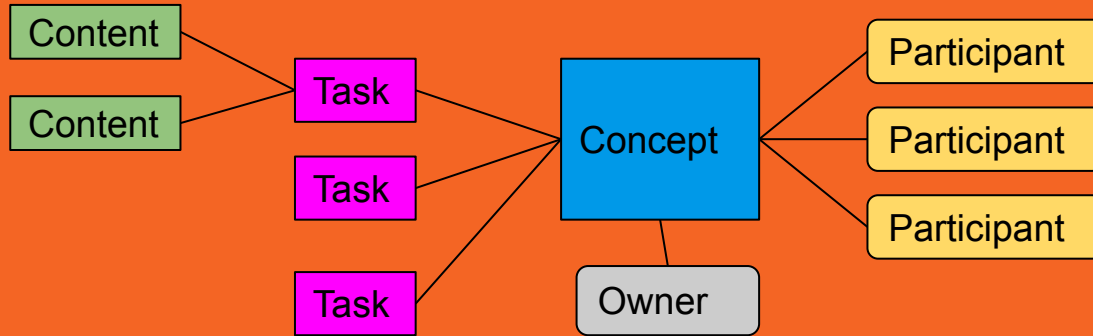 Content
Content
Task
Task
Task
Concept
Owner
Participant
Participant
Participant